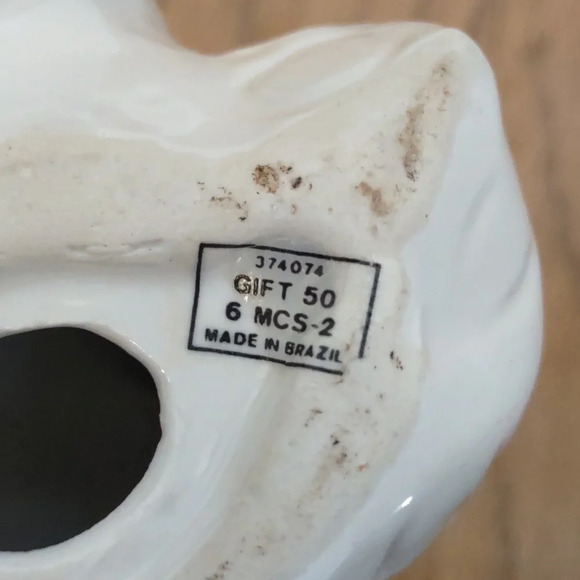 374074
GIFT 50
6 MCS-2
MADE IN BRAZIL